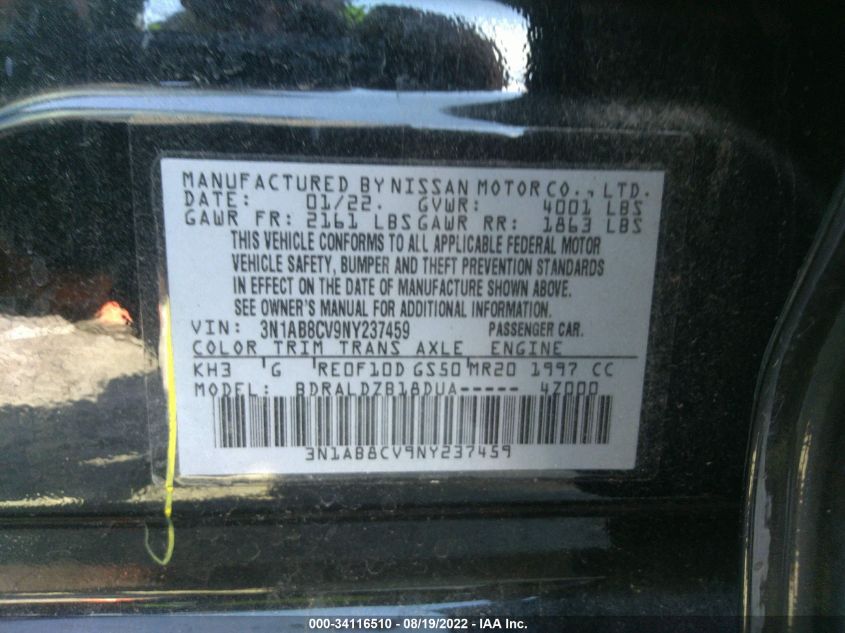 MANUFACTURED BY NISSAN MOTOR CO., LTD.
DATE: 01/22. GVWR: 4001 LBS
GAWR FR: 2161 LBS GAWR RR: 1863 LBS
THIS VEHICLE CONFORMS TO ALL APPLICABLE FEDERAL MOTOR
VEHICLE SAFETY, BUMPER AND THEFT PREVENTION STANDARDS
IN EFFECT ON THE DATE OF MANUFACTURE SHOWN ABOVE.
SEE OWNER'S MANUAL FOR ADDITIONAL INFORMATION.
VIN: 3N1AB8CV9NY237459 PASSENGER CAR.
COLOR TRIM TRANS AXLE ENGINE
KH3 G RE0F10D GS50 MR20 1997 CC
MODEL: BDRALDZB18DUA----- 4Z000
3N1AB8CV9NY237459
000-34116510 - 08/19/2022 - IAA Inc.